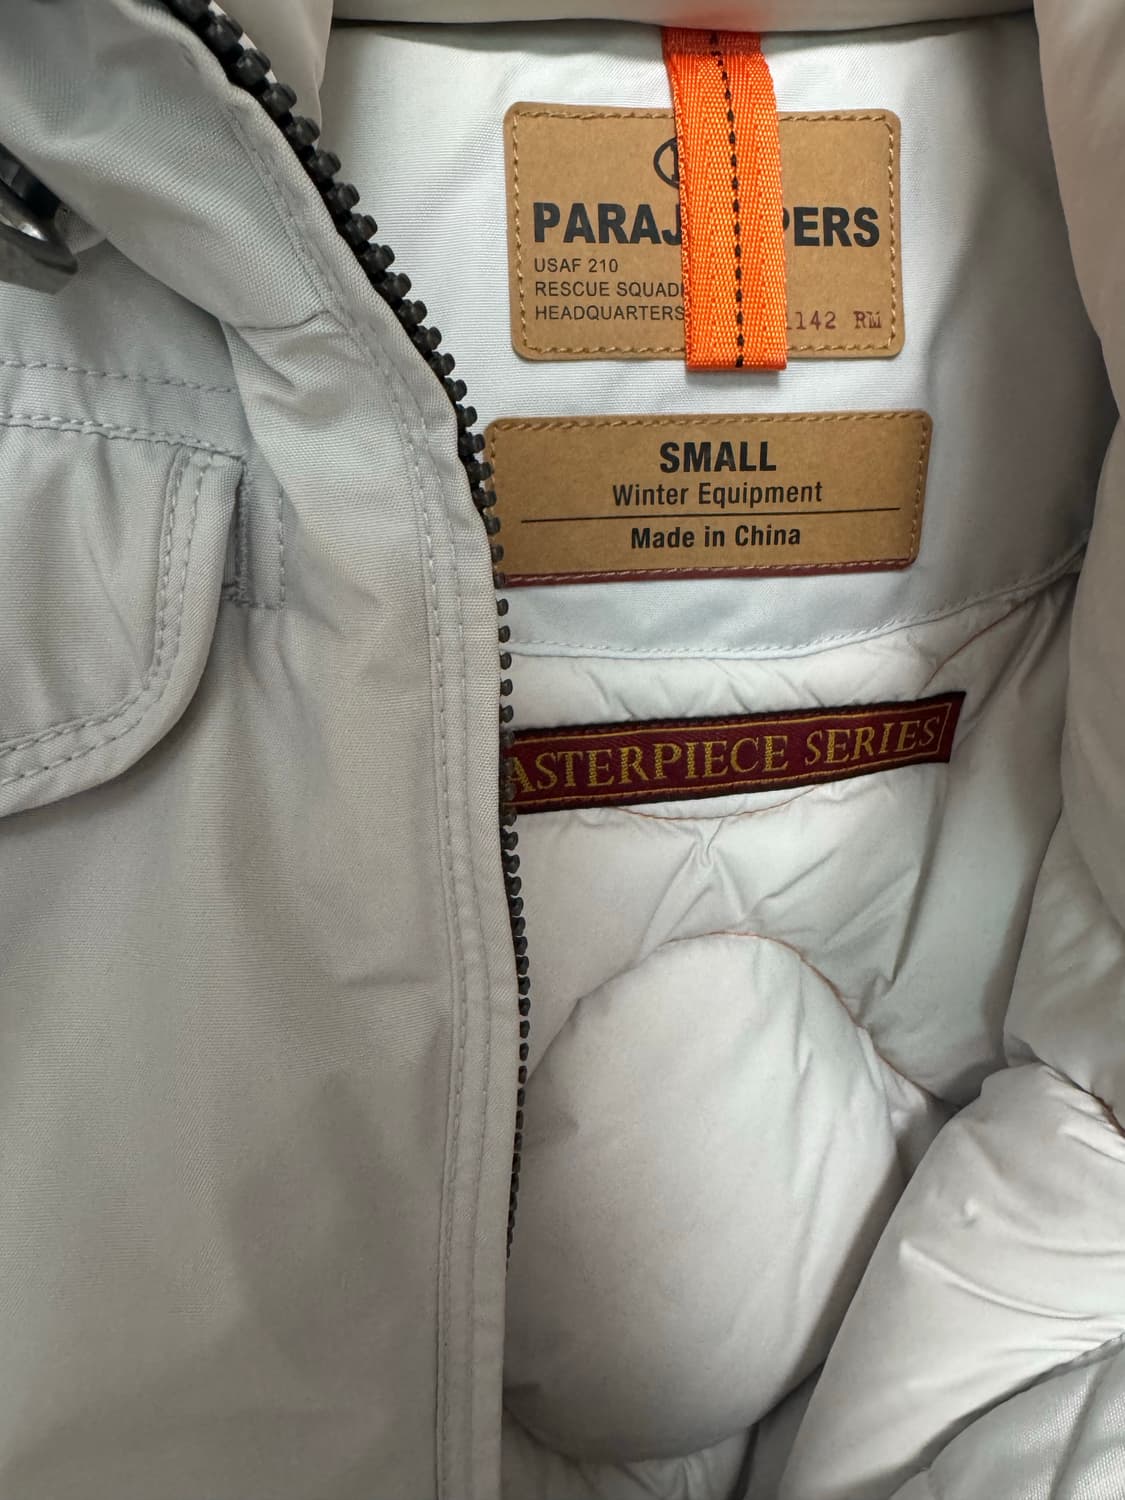 PARAJ PERS
USAF 210
RESCUE SQUAD
HEADQUARTERS
1142 RM
SMALL
Winter Equipment
Made in China
ASTERPIECE SERIES